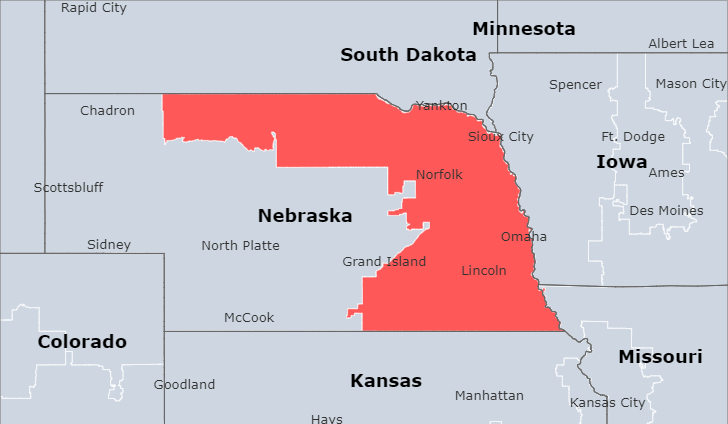 Rapid City
Minnesota
Albert Lea
South Dakota
Spencer
Mason City
Chadron
Yankton
Sioux City
Ft. Dodge
Iowa
Norfolk
Ames
Scottsbluff
Des Moines
Nebraska
Omaha
Sidney
North Platte
Grand Island
Lincoln
McCook
Colorado
Missouri
Goodland
Kansas
Manhattan
Kansas City
Hays